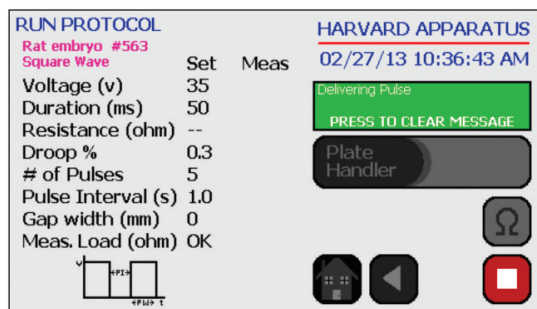 RUN PROTOCOL
Rat embryo #563
Square Wave
Set Meas
Voltage (v) 35
Duration (ms) 50
Resistance (ohm) --
Droop % 0.3
# of Pulses 5
Pulse Interval (s) 1.0
Gap width (mm) 0
Meas. Load (ohm) OK
V
PI
PW t
HARVARD APPARATUS
02/27/13 10:36:43 AM
Delivering Pulse
PRESS TO CLEAR MESSAGE
Plate
Handler
Ω